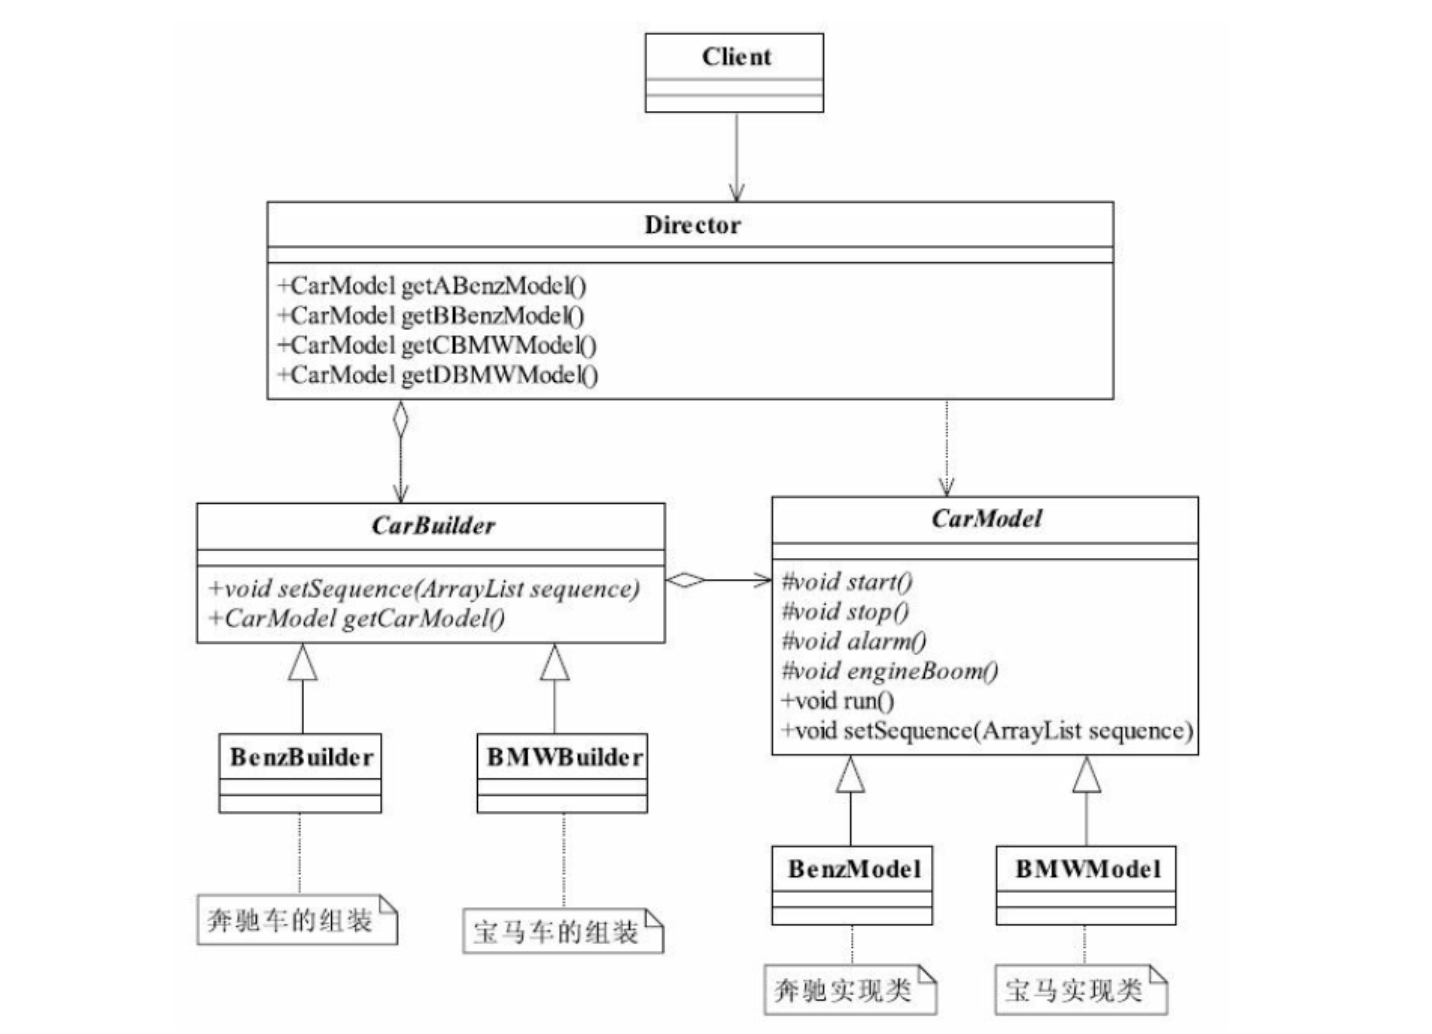 Client
Director
+CarModel getABenzModel()
+CarModel getBBenzModel()
+CarModel getCBMWModel()
+CarModel getDBMWModel()
CarBuilder
+void setSequence(ArrayList sequence)
+CarModel getCarModel()
CarModel
#void start()
#void stop()
#void alarm()
#void engineBoom()
+void run()
+void setSequence(ArrayList sequence)
BenzBuilder
BMWBuilder
BenzModel
BMWModel
奔驰车的组装
宝马车的组装
奔驰实现类
宝马实现类